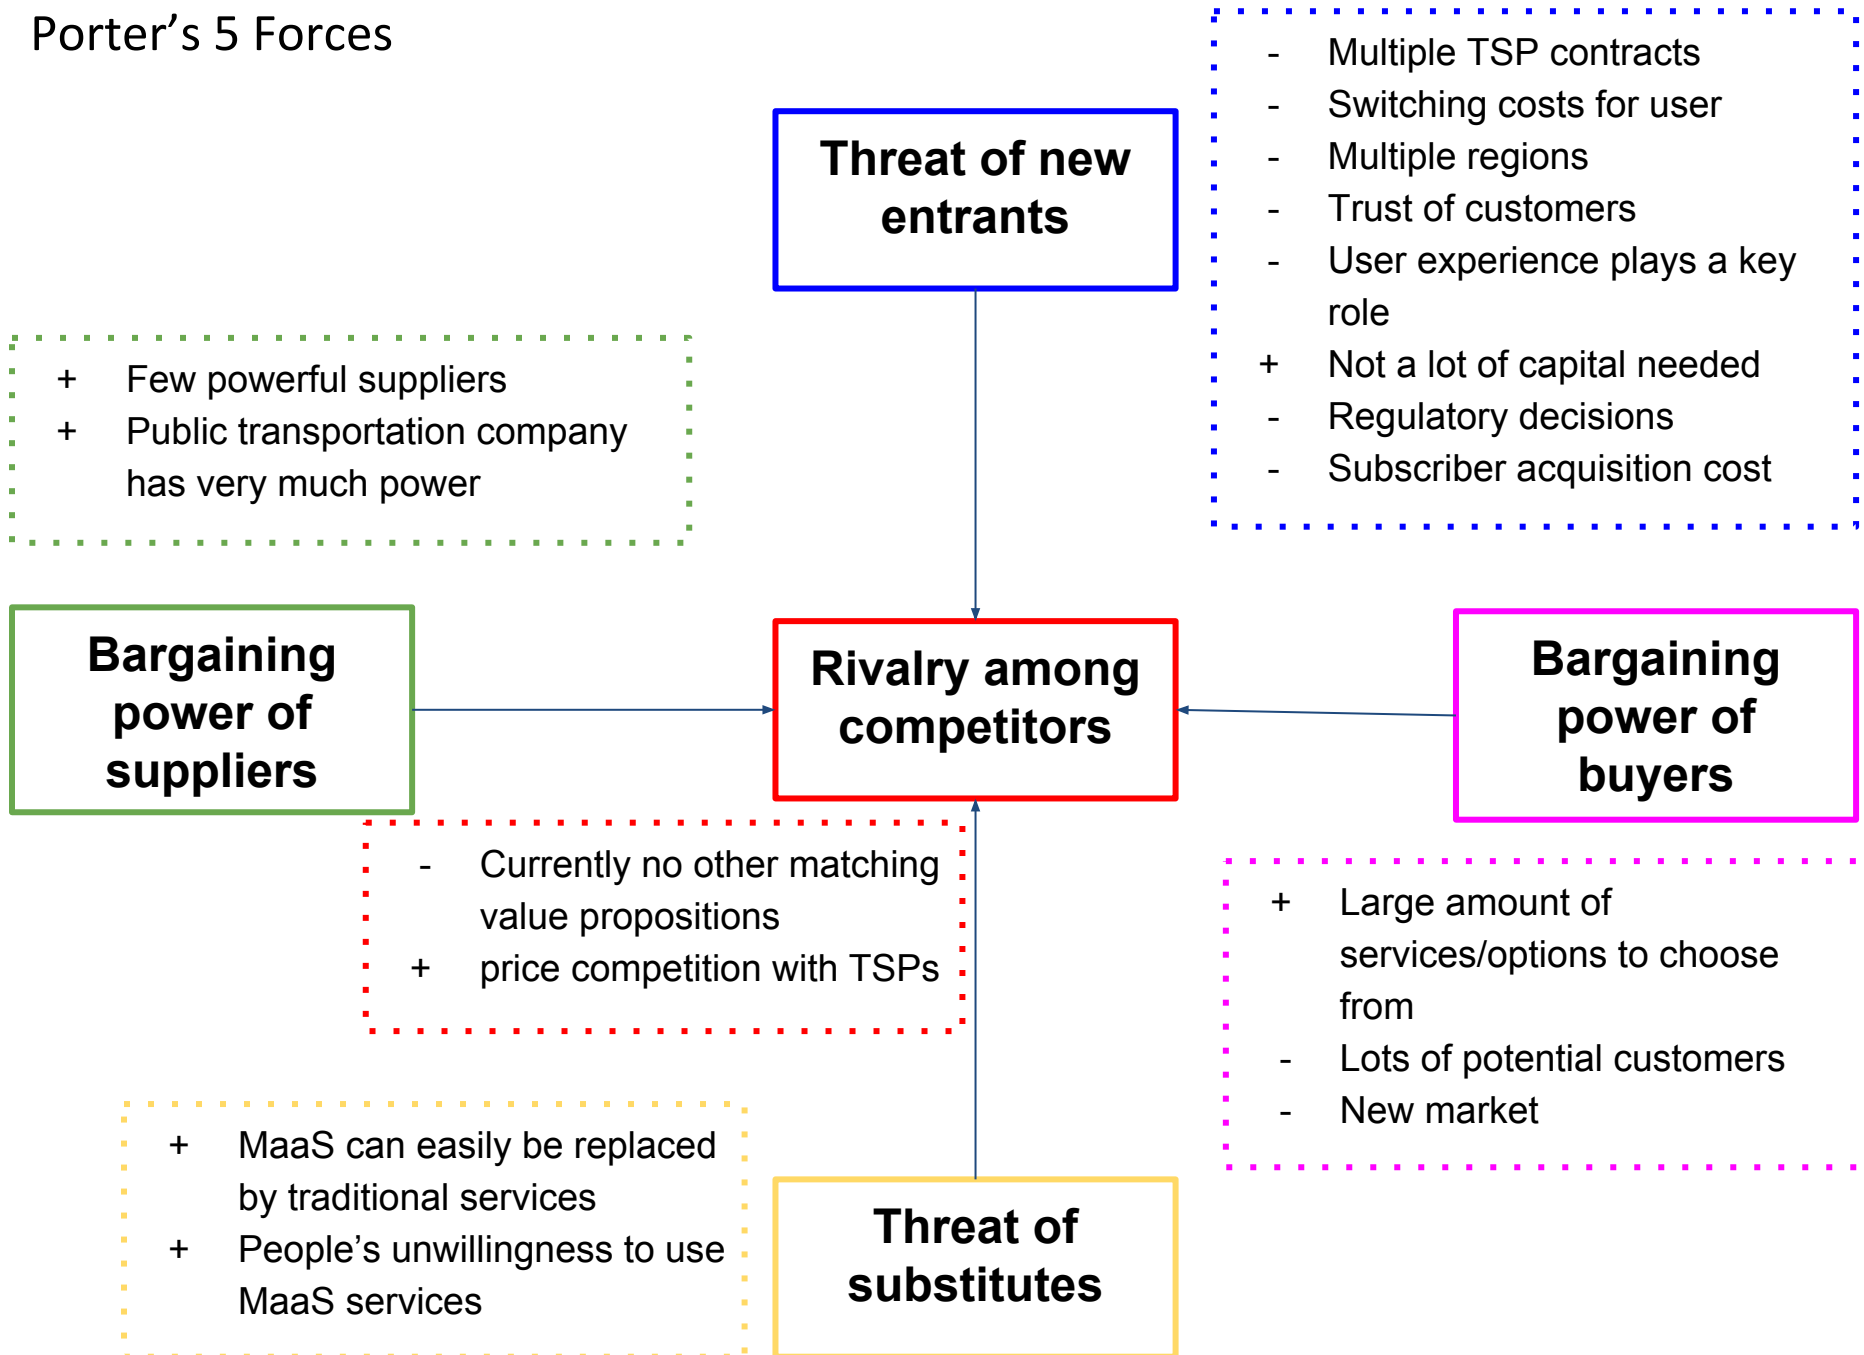 Porter’s 5 Forces
- Multiple TSP contracts
- Switching costs for user
- Multiple regions
- Trust of customers
- User experience plays a key
role
+ Not a lot of capital needed
- Regulatory decisions
- Subscriber acquisition cost
Threat of new
entrants
+ Few powerful suppliers
+ Public transportation company
has very much power
Bargaining
power of
suppliers
Rivalry among
competitors
Bargaining
power of
buyers
- Currently no other matching
value propositions
+ price competition with TSPs
+ Large amount of
services/options to choose
from
- Lots of potential customers
- New market
+ MaaS can easily be replaced
by traditional services
+ People’s unwillingness to use
MaaS services
Threat of
substitutes